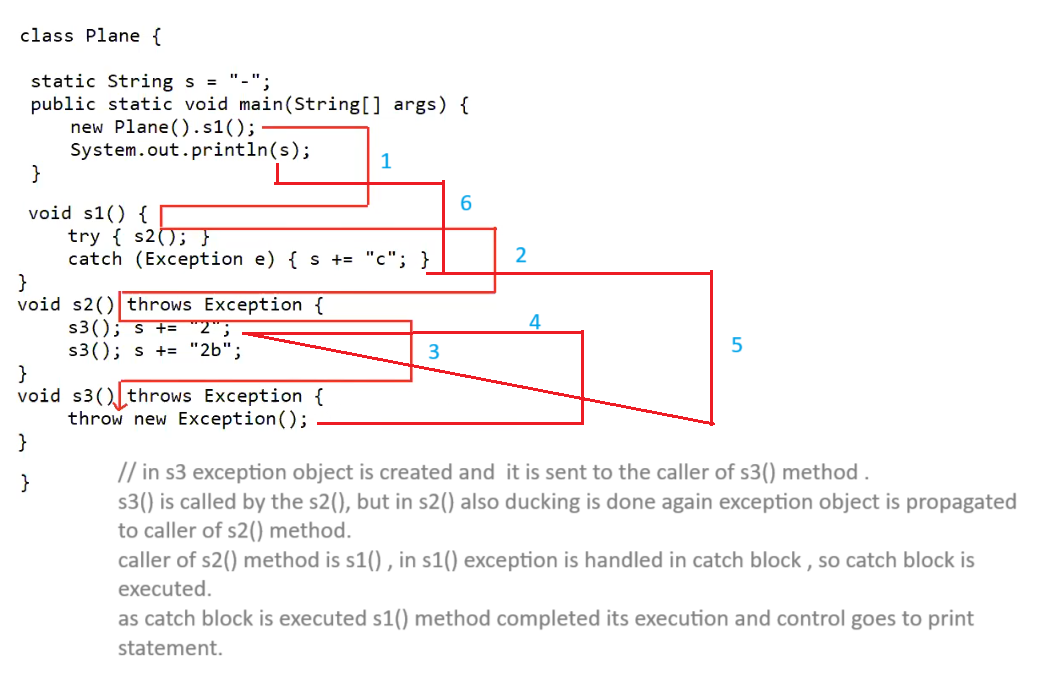 class Plane {
static String s = "-";
public static void main(String[] args) {
new Plane().s1();
System.out.println(s);
}
1
6
void s1() {
try { s2(); }
catch (Exception e) { s += "c"; }
2
}
void s2() throws Exception {
s3(); s += "2";
4
s3(); s += "2b";
3
5
}
void s3() throws Exception {
throw new Exception();
}
}
// in s3 exception object is created and it is sent to the caller of s3() method .
s3() is called by the s2(), but in s2() also ducking is done again exception object is propagated
to caller of s2() method.
caller of s2() method is s1() , in s1() exception is handled in catch block , so catch block is
executed.
as catch block is executed s1() method completed its execution and control goes to print
statement.